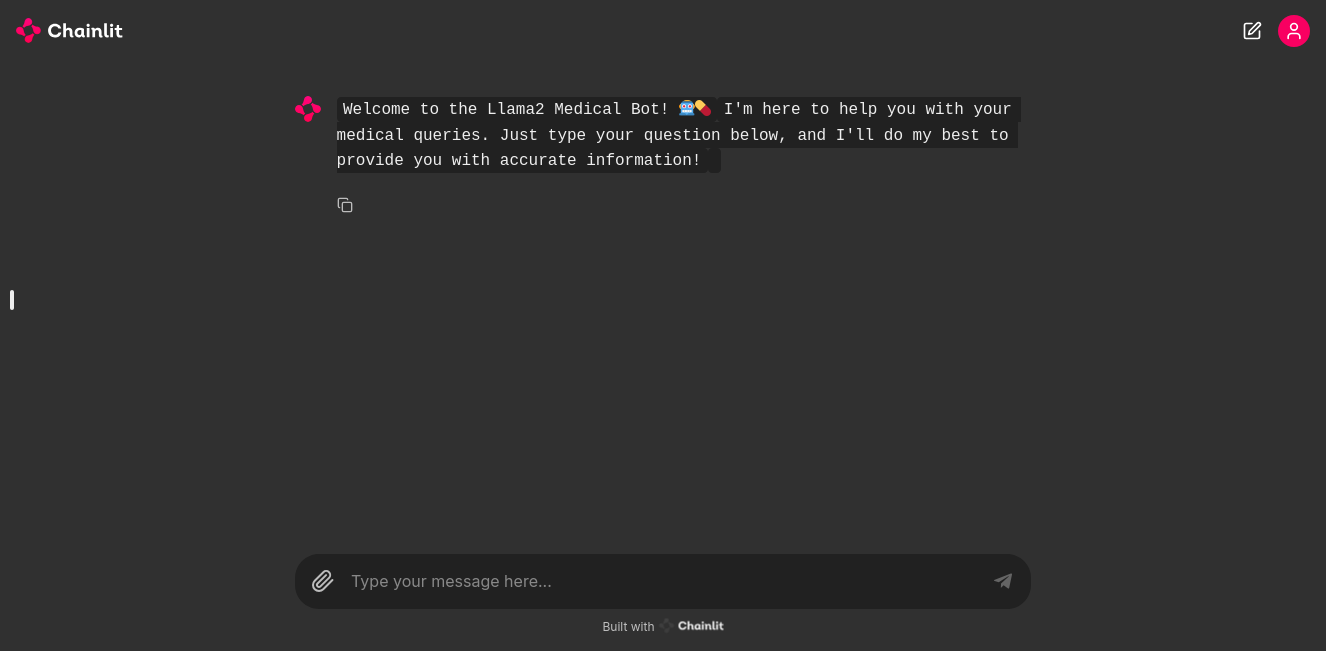 Chainlit
Welcome to the Llama2 Medical Bot! 🤖💊 I'm here to help you with your
medical queries. Just type your question below, and I'll do my best to
provide you with accurate information!
Type your message here...
Built with Chainlit